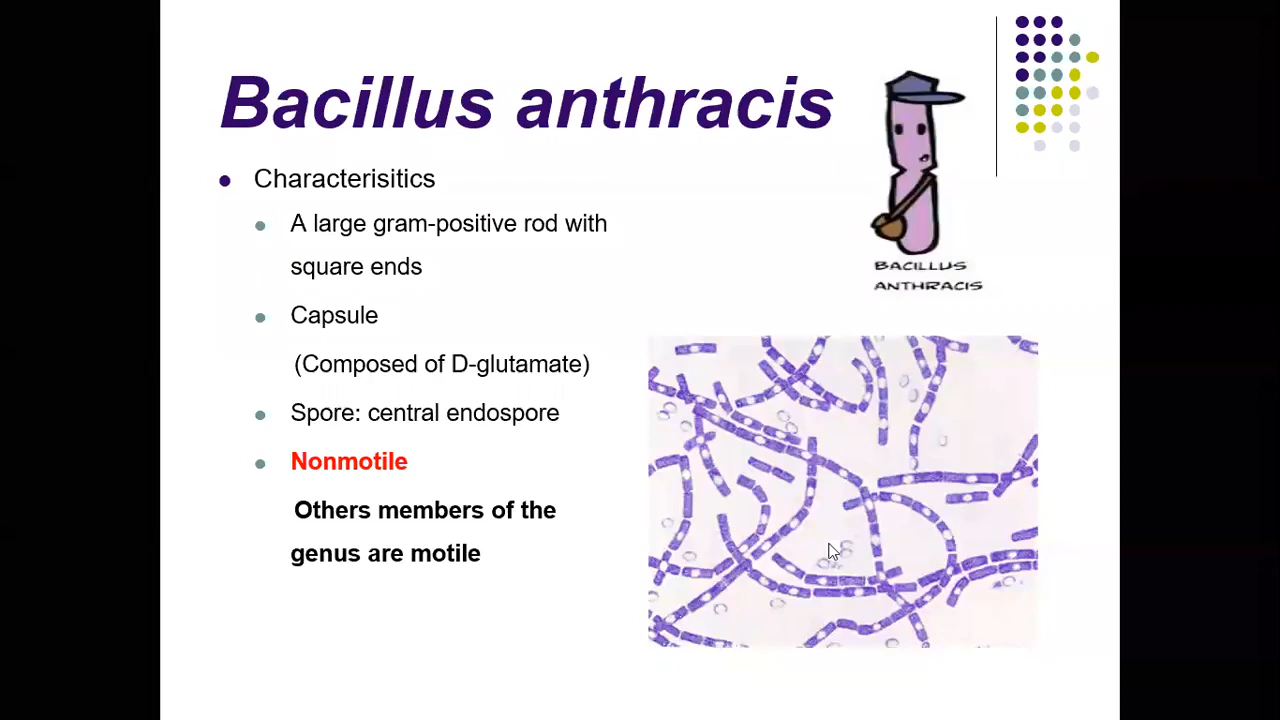 Bacillus anthracis
Characterisitics
A large gram-positive rod with
square ends
Capsule
(Composed of D-glutamate)
Spore: central endospore
Nonmotile
Others members of the
genus are motile
BACILLUS
ANTHRACIS